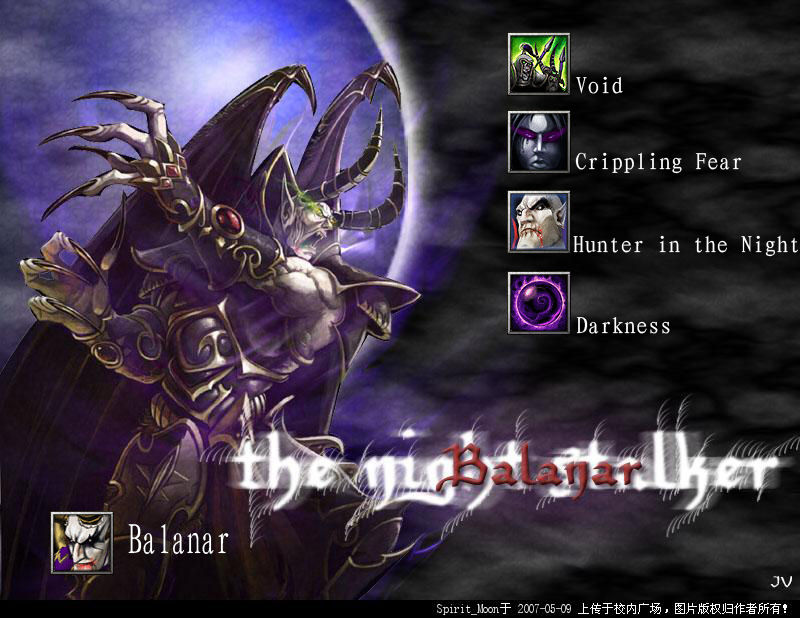 Void
Crippling Fear
Hunter in the Night
Darkness
the night stalker
Balanar
Balanar
JV
Spirit_Moon于 2007-05-09 上传于校内广场，图片版权归作者所有！